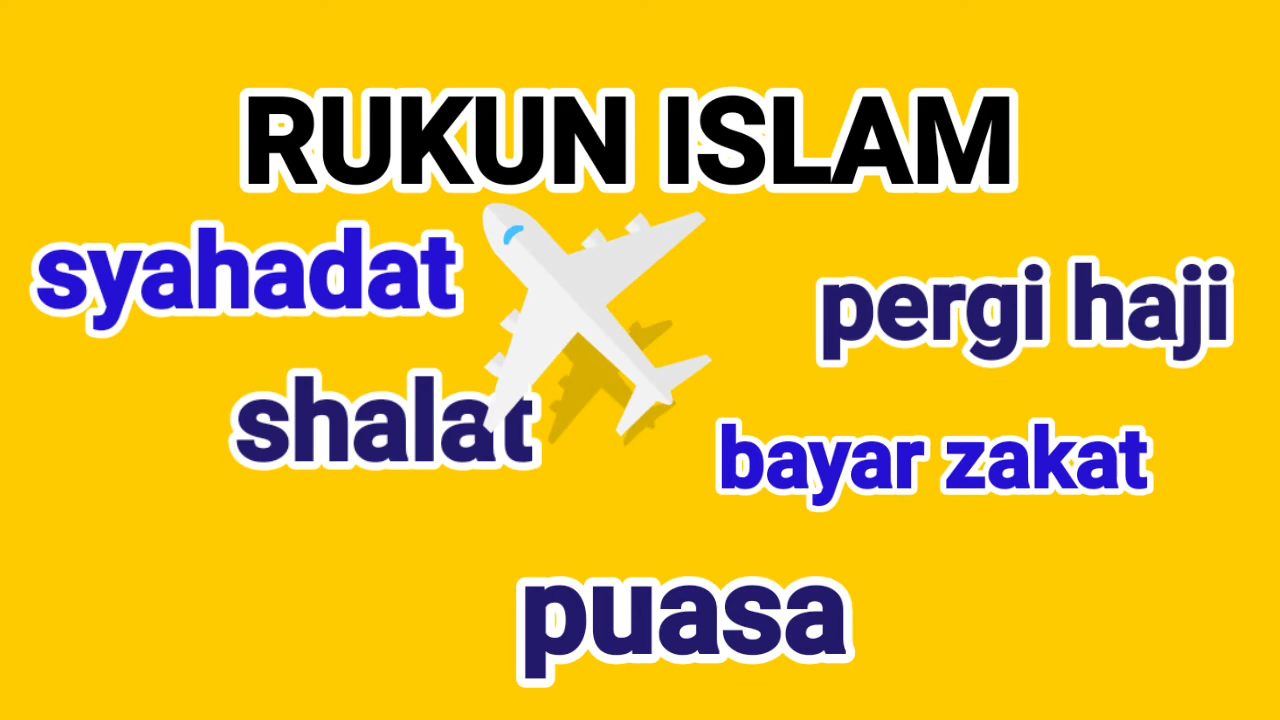 RUKUN ISLAM
syahadat
pergi haji
shalat
bayar zakat
puasa